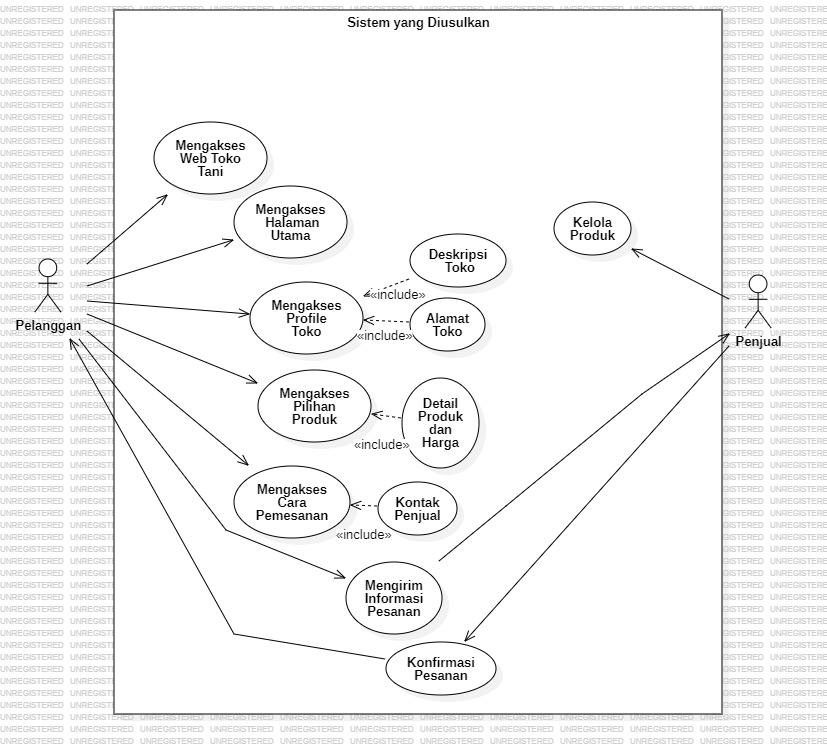 Sistem yang Diusulkan
Mengakses
Web Toko
Tani
Mengakses
Halaman
Utama
Kelola
Produk
Deskripsi
Toko
«include»
Mengakses
Profile
Toko
Alamat
Toko
«include»
Pelanggan
Penjual
Mengakses
Pilihan
Produk
Detail
Produk
dan
Harga
«include»
Mengakses
Cara
Pemesanan
Kontak
Penjual
«include»
Mengirim
Informasi
Pesanan
Konfirmasi
Pesanan
UNREGISTERED